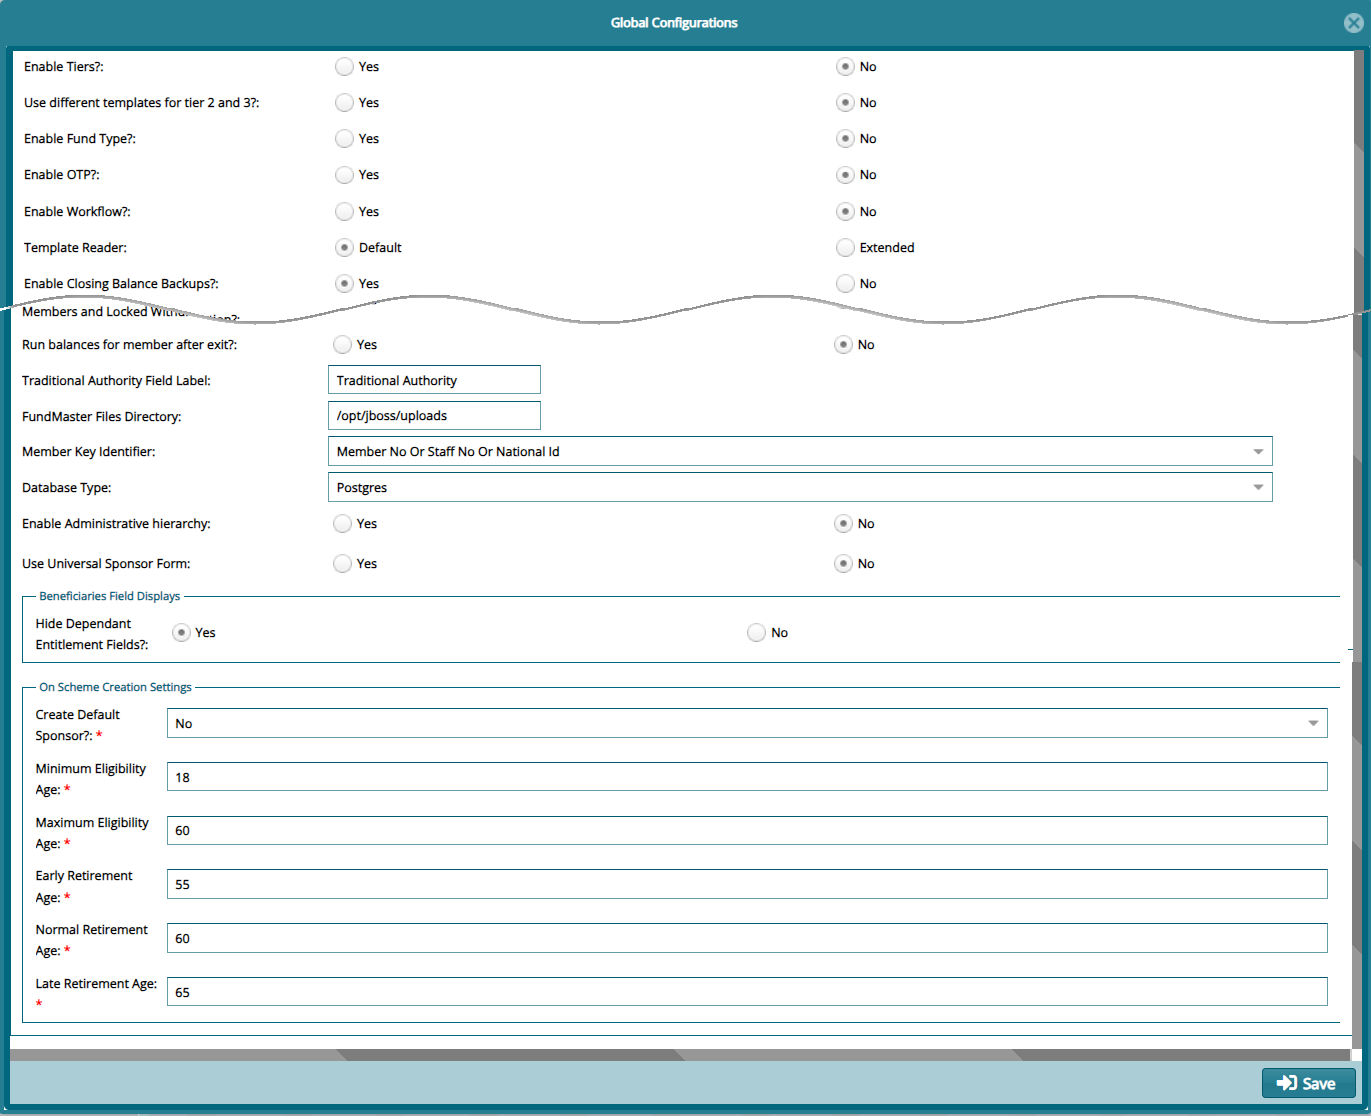 Global Configurations
Enable Tiers?: Yes No
Use different templates for tier 2 and 3?: Yes No
Enable Fund Type?: Yes No
Enable OTP?: Yes No
Enable Workflow?: Yes No
Template Reader: Default Extended
Enable Closing Balance Backups?: Yes No
Members and Locked
Run balances for member after exit?: Yes No
Traditional Authority Field Label: Traditional Authority
FundMaster Files Directory: /opt/jboss/uploads
Member Key Identifier: Member No Or Staff No Or National Id
Database Type: Postgres
Enable Administrative hierarchy: Yes No
Use Universal Sponsor Form: Yes No
Beneficiaries Field Displays
Hide Dependant
Entitlement Fields?: Yes No
On Scheme Creation Settings
Create Default
Sponsor?: * No
Minimum Eligibility
Age: * 18
Maximum Eligibility
Age: * 60
Early Retirement
Age: * 55
Normal Retirement
Age: * 60
Late Retirement Age:
* 65
Save